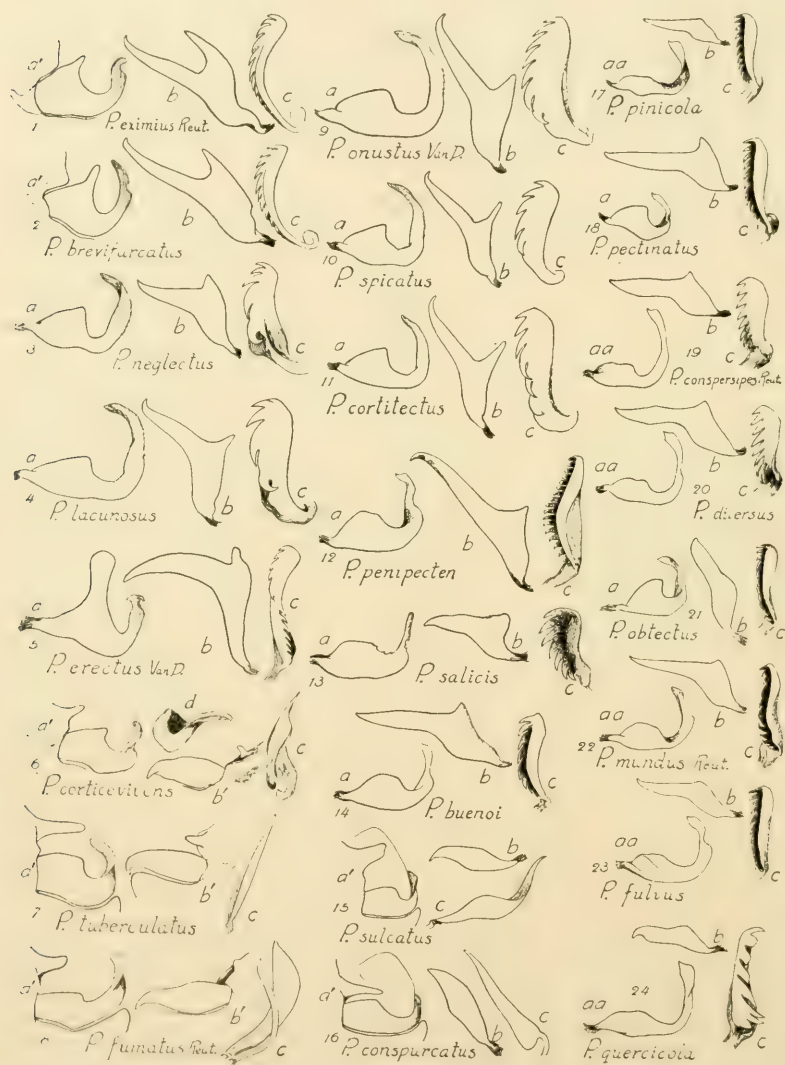 a' b c
1 P. eximius Reut.
a' b c
2 P. brevifurcatus
a b c
3 P. neglectus
a b c
4 P. lacunosus
a b c
5 P. erectus Van D.
a' d b' c
6 P. corticevivens
a' b' c
7 P. tuberculatus
a' b' c
P. fumatus Reut.
a b c
9 P. onustus Van D.
a b c
10 P. spicatus
a b c
11 P. cortitectus
a b c
12 P. penipecten
a b c
13 P. salicis
a b c
14 P. buenoi
a' b c
15 P. sulcatus
a' b c
16 P. conspurcatus
aa b c
17 P. pinicola
a b c
18 P. pectinatus
aa b c
19 P. conspersipes Reut.
aa b c
20 P. diversus
a b c
21 P. obtectus
aa b c
22 P. mundus Reut.
aa b c
23 P. fulvus
aa b c
24 P. quercicola